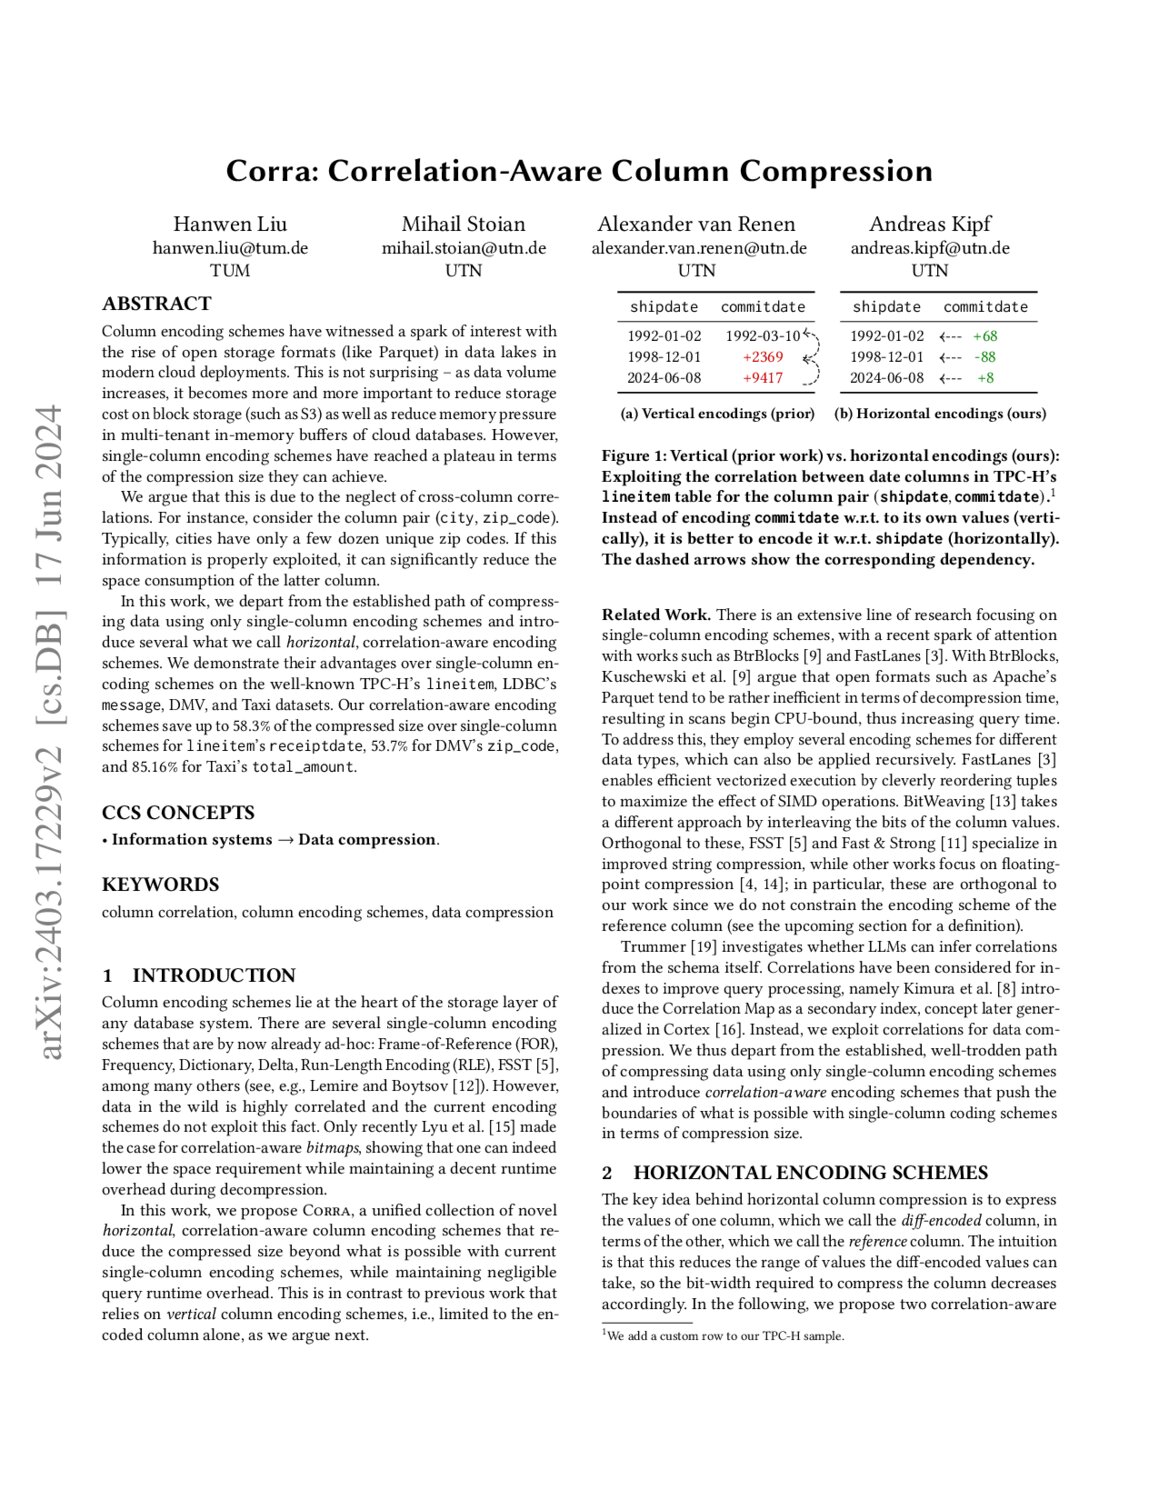 arXiv:2403.17229v2 [cs.DB] 17 Jun 2024
Corra: Correlation-Aware Column Compression
Hanwen Liu
hanwen.liu@tum.de
TUM
Mihail Stoian
mihail.stoian@utn.de
UTN
Alexander van Renen
alexander.van.renen@utn.de
UTN
Andreas Kipf
andreas.kipf@utn.de
UTN
ABSTRACT
Column encoding schemes have witnessed a spark of interest with
the rise of open storage formats (like Parquet) in data lakes in
modern cloud deployments. This is not surprising – as data volume
increases, it becomes more and more important to reduce storage
cost on block storage (such as S3) as well as reduce memory pressure
in multi-tenant in-memory buffers of cloud databases. However,
single-column encoding schemes have reached a plateau in terms
of the compression size they can achieve.
We argue that this is due to the neglect of cross-column corre-
lations. For instance, consider the column pair (city, zip_code).
Typically, cities have only a few dozen unique zip codes. If this
information is properly exploited, it can significantly reduce the
space consumption of the latter column.
In this work, we depart from the established path of compress-
ing data using only single-column encoding schemes and intro-
duce several what we call horizontal, correlation-aware encoding
schemes. We demonstrate their advantages over single-column en-
coding schemes on the well-known TPC-H's lineitem, LDBC's
message, DMV, and Taxi datasets. Our correlation-aware encoding
schemes save up to 58.3% of the compressed size over single-column
schemes for lineitem's receiptdate, 53.7% for DMV's zip_code,
and 85.16% for Taxi's total_amount.
CCS CONCEPTS
• Information systems → Data compression.
KEYWORDS
column correlation, column encoding schemes, data compression
1 INTRODUCTION
Column encoding schemes lie at the heart of the storage layer of
any database system. There are several single-column encoding
schemes that are by now already ad-hoc: Frame-of-Reference (FOR),
Frequency, Dictionary, Delta, Run-Length Encoding (RLE), FSST [5],
among many others (see, e.g., Lemire and Boytsov [12]). However,
data in the wild is highly correlated and the current encoding
schemes do not exploit this fact. Only recently Lyu et al. [15] made
the case for correlation-aware bitmaps, showing that one can indeed
lower the space requirement while maintaining a decent runtime
overhead during decompression.
In this work, we propose Corra, a unified collection of novel
horizontal, correlation-aware column encoding schemes that re-
duce the compressed size beyond what is possible with current
single-column encoding schemes, while maintaining negligible
query runtime overhead. This is in contrast to previous work that
relies on vertical column encoding schemes, i.e., limited to the en-
coded column alone, as we argue next.
shipdate commitdate
1992-01-02 1992-03-10
1998-12-01 +2369
2024-06-08 +9417
(a) Vertical encodings (prior)
shipdate commitdate
1992-01-02 +68
1998-12-01 -88
2024-06-08 +8
(b) Horizontal encodings (ours)
Figure 1: Vertical (prior work) vs. horizontal encodings (ours):
Exploiting the correlation between date columns in TPC-H's
lineitem table for the column pair (shipdate, commitdate).1
Instead of encoding commitdate w.r.t. to its own values (verti-
cally), it is better to encode it w.r.t. shipdate (horizontally).
The dashed arrows show the corresponding dependency.
Related Work. There is an extensive line of research focusing on
single-column encoding schemes, with a recent spark of attention
with works such as BtrBlocks [9] and FastLanes [3]. With BtrBlocks,
Kuschewski et al. [9] argue that open formats such as Apache's
Parquet tend to be rather inefficient in terms of decompression time,
resulting in scans begin CPU-bound, thus increasing query time.
To address this, they employ several encoding schemes for different
data types, which can also be applied recursively. FastLanes [3]
enables efficient vectorized execution by cleverly reordering tuples
to maximize the effect of SIMD operations. BitWeaving [13] takes
a different approach by interleaving the bits of the column values.
Orthogonal to these, FSST [5] and Fast & Strong [11] specialize in
improved string compression, while other works focus on floating-
point compression [4, 14]; in particular, these are orthogonal to
our work since we do not constrain the encoding scheme of the
reference column (see the upcoming section for a definition).
Trummer [19] investigates whether LLMs can infer correlations
from the schema itself. Correlations have been considered for in-
dexes to improve query processing, namely Kimura et al. [8] intro-
duce the Correlation Map as a secondary index, concept later gener-
alized in Cortex [16]. Instead, we exploit correlations for data com-
pression. We thus depart from the established, well-trodden path
of compressing data using only single-column encoding schemes
and introduce correlation-aware encoding schemes that push the
boundaries of what is possible with single-column coding schemes
in terms of compression size.
2 HORIZONTAL ENCODING SCHEMES
The key idea behind horizontal column compression is to express
the values of one column, which we call the diff-encoded column, in
terms of the other, which we call the reference column. The intuition
is that this reduces the range of values the diff-encoded values can
take, so the bit-width required to compress the column decreases
accordingly. In the following, we propose two correlation-aware
1We add a custom row to our TPC-H sample.